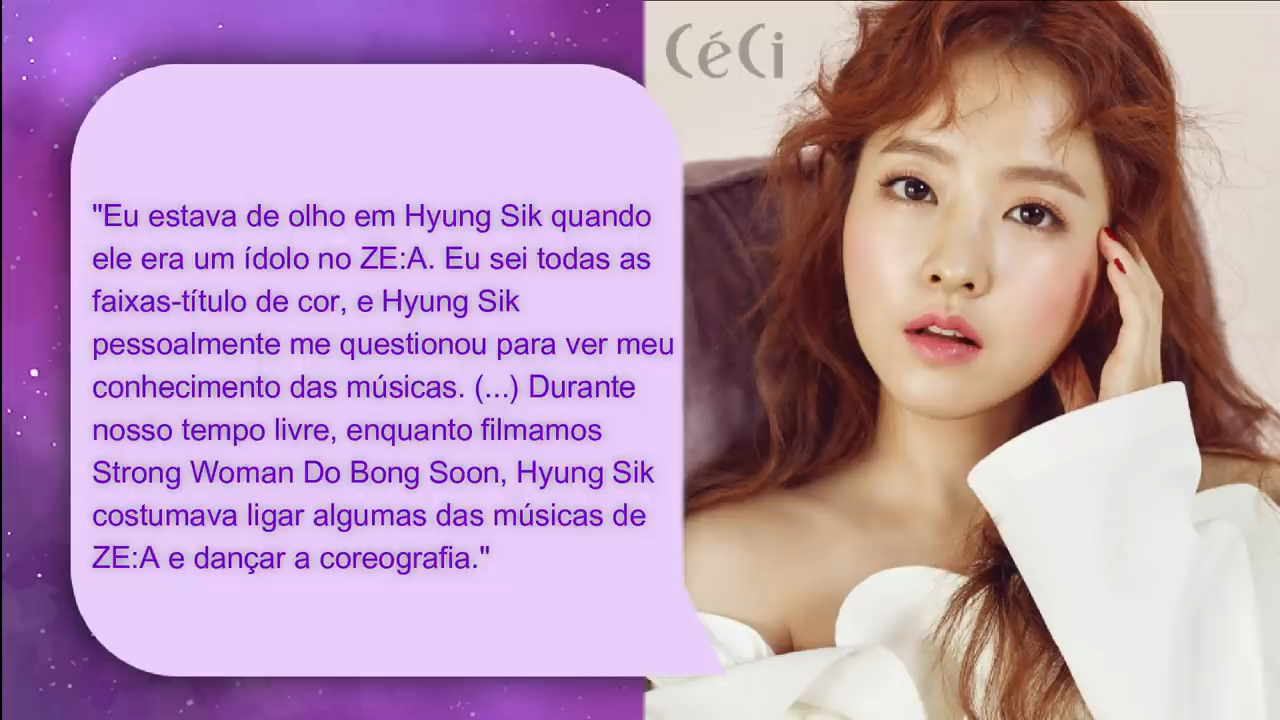 CéCi
"Eu estava de olho em Hyung Sik quando
ele era um ídolo no ZE:A. Eu sei todas as
faixas-título de cor, e Hyung Sik
pessoalmente me questionou para ver meu
conhecimento das músicas. (...) Durante
nosso tempo livre, enquanto filmamos
Strong Woman Do Bong Soon, Hyung Sik
costumava ligar algumas das músicas de
ZE:A e dançar a coreografia."